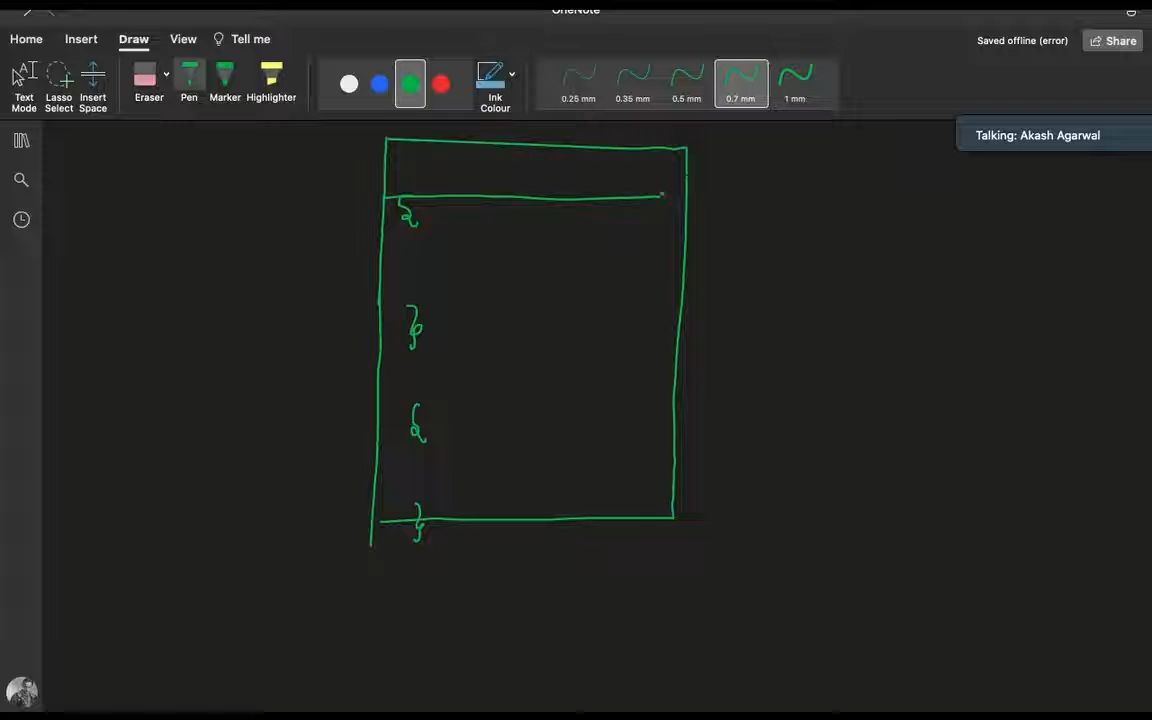 OneNote
Home Insert Draw View Tell me
Saved offline (error) Share
Text Mode
Lasso Select
Insert Space
Eraser
Pen
Marker
Highlighter
Ink Colour
0.25 mm
0.35 mm
0.5 mm
0.7 mm
1 mm
Talking: Akash Agarwal
{
}
{
}